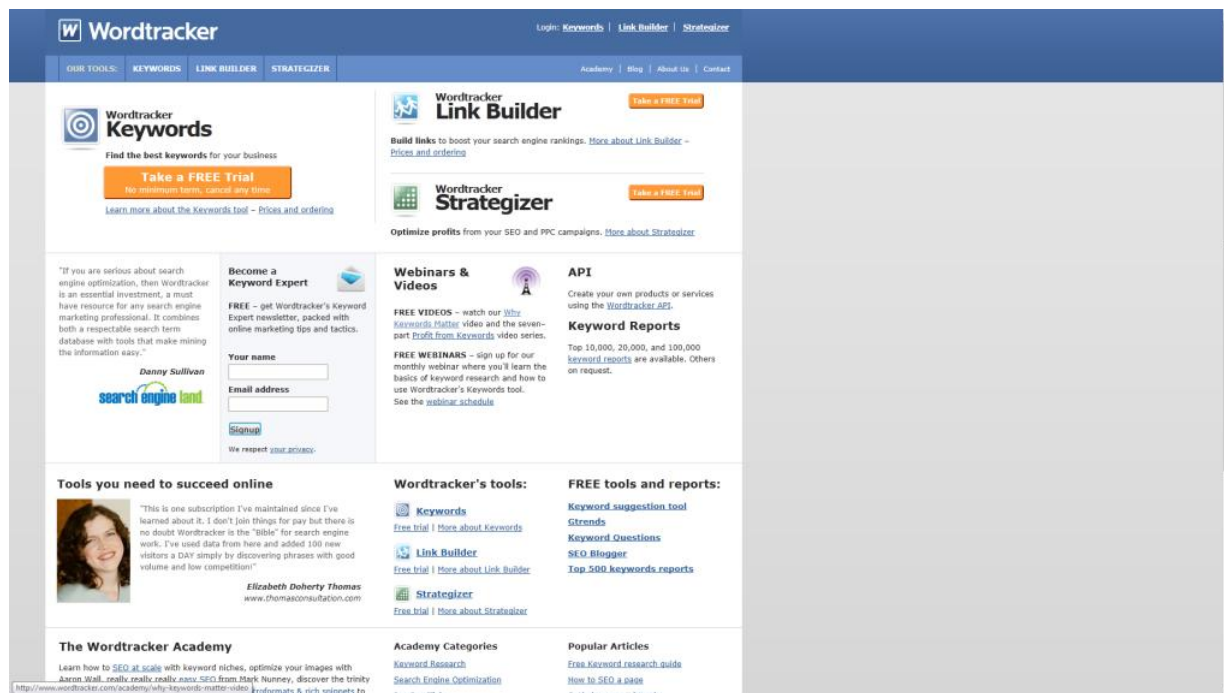 W Wordtracker
Login: Keywords | Link Builder | Strategizer
OUR TOOLS: KEYWORDS LINK BUILDER STRATEGIZER
Academy | Blog | About Us | Contact
Wordtracker
Keywords
Find the best keywords for your business
Take a FREE Trial
No minimum term, cancel any time
Learn more about the Keywords tool – Prices and ordering
Wordtracker
Link Builder
Take a FREE Trial
Build links to boost your search engine rankings. More about Link Builder –
Prices and ordering
Wordtracker
Strategizer
Take a FREE Trial
Optimize profits from your SEO and PPC campaigns. More about Strategizer
"If you are serious about search
engine optimization, then Wordtracker
is an essential investment, a must
have resource for any search engine
marketing professional. It combines
both a respectable search term
database with tools that make mining
the information easy."
Danny Sullivan
search engine land
Become a
Keyword Expert
FREE – get Wordtracker's Keyword
Expert newsletter, packed with
online marketing tips and tactics.
Your name
Email address
Signup
We respect your privacy.
Webinars &
Videos
FREE VIDEOS – watch our Why
Keywords Matter video and the seven-
part Profit from Keywords video series.
FREE WEBINARS – sign up for our
monthly webinar where you'll learn the
basics of keyword research and how to
use Wordtracker's Keywords tool.
See the webinar schedule
API
Create your own products or services
using the Wordtracker API.
Keyword Reports
Top 10,000, 20,000, and 100,000
keyword reports are available. Others
on request.
Tools you need to succeed online
"This is one subscription I've
maintained since I've
learned about it. I don't join things for pay but there is
no doubt Wordtracker is the "Bible" for search engine
work. I've used data from here and added 100 new
visitors a DAY simply by discovering phrases with good
volume and low competition!"
Elizabeth Doherty Thomas
www.thomasconsultation.com
Wordtracker's tools:
Keywords
Free trial | More about Keywords
Link Builder
Free trial | More about Link Builder
Strategizer
Free trial | More about Strategizer
FREE tools and reports:
Keyword suggestion tool
Gtrends
Keyword Questions
SEO Blogger
Top 500 keywords reports
The Wordtracker Academy
Learn how to SEO at scale with keyword niches, optimize your images with
Aaron Wall, really really really easy SEO from Mark Nunney, discover the trinity
roformats & rich snippets to
Academy Categories
Keyword Research
Search Engine Optimization
Popular Articles
Free Keyword research guide
How to SEO a page
http://www.wordtracker.com/academy/why-keywords-matter-video